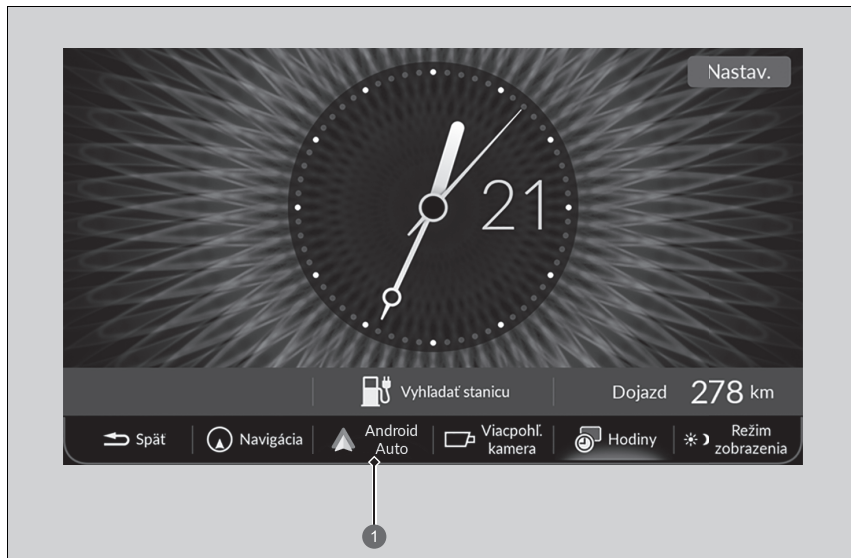 Nastav.
21
Vyhľadať stanicu
Dojazd 278 km
Späť
Navigácia
Android
Auto
Viacpohľ.
kamera
Hodiny
Režim
zobrazenia
1